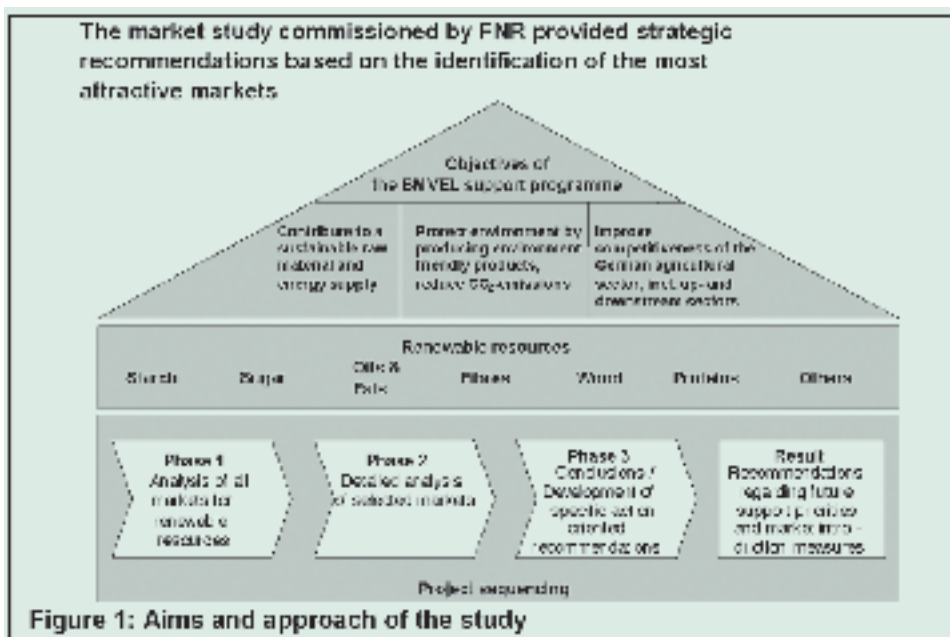 The market study commissioned by FNR provided strategic
recommendations based on the identification of the most
attractive markets
Objectives of
the BMVEL support programme
Contribute to a
sustainable raw
material and
energy supply
Protect environment by
producing environment
friendly products,
reduce CO₂-emissions
Improve
competitiveness of the
German agricultural
sector, incl. up- and
downstream sectors
Renewable resources
Starch
Sugar
Oils &
Fats
Fibres
Wood
Proteins
Others
Phase 1
Analysis of all
markets for
renewable
resources
Phase 2
Detailed analysis
of selected markets
Phase 3
Conclusions /
Development of
specific action
oriented
recommendations
Result
Recommendations
regarding future
support priorities
and market intro-
duction measures
Project sequencing
Figure 1: Aims and approach of the study